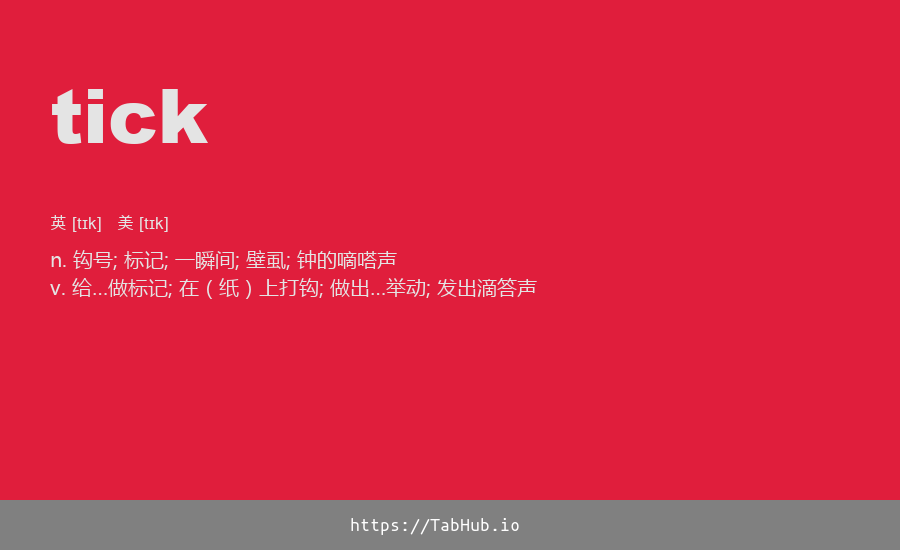 tick
英 [tɪk] 美 [tɪk]
n. 钩号; 标记; 一瞬间; 壁虱; 钟的嘀嗒声
v. 给...做标记; 在 ( 纸 ) 上打钩; 做出...举动; 发出滴答声
https://TabHub.io